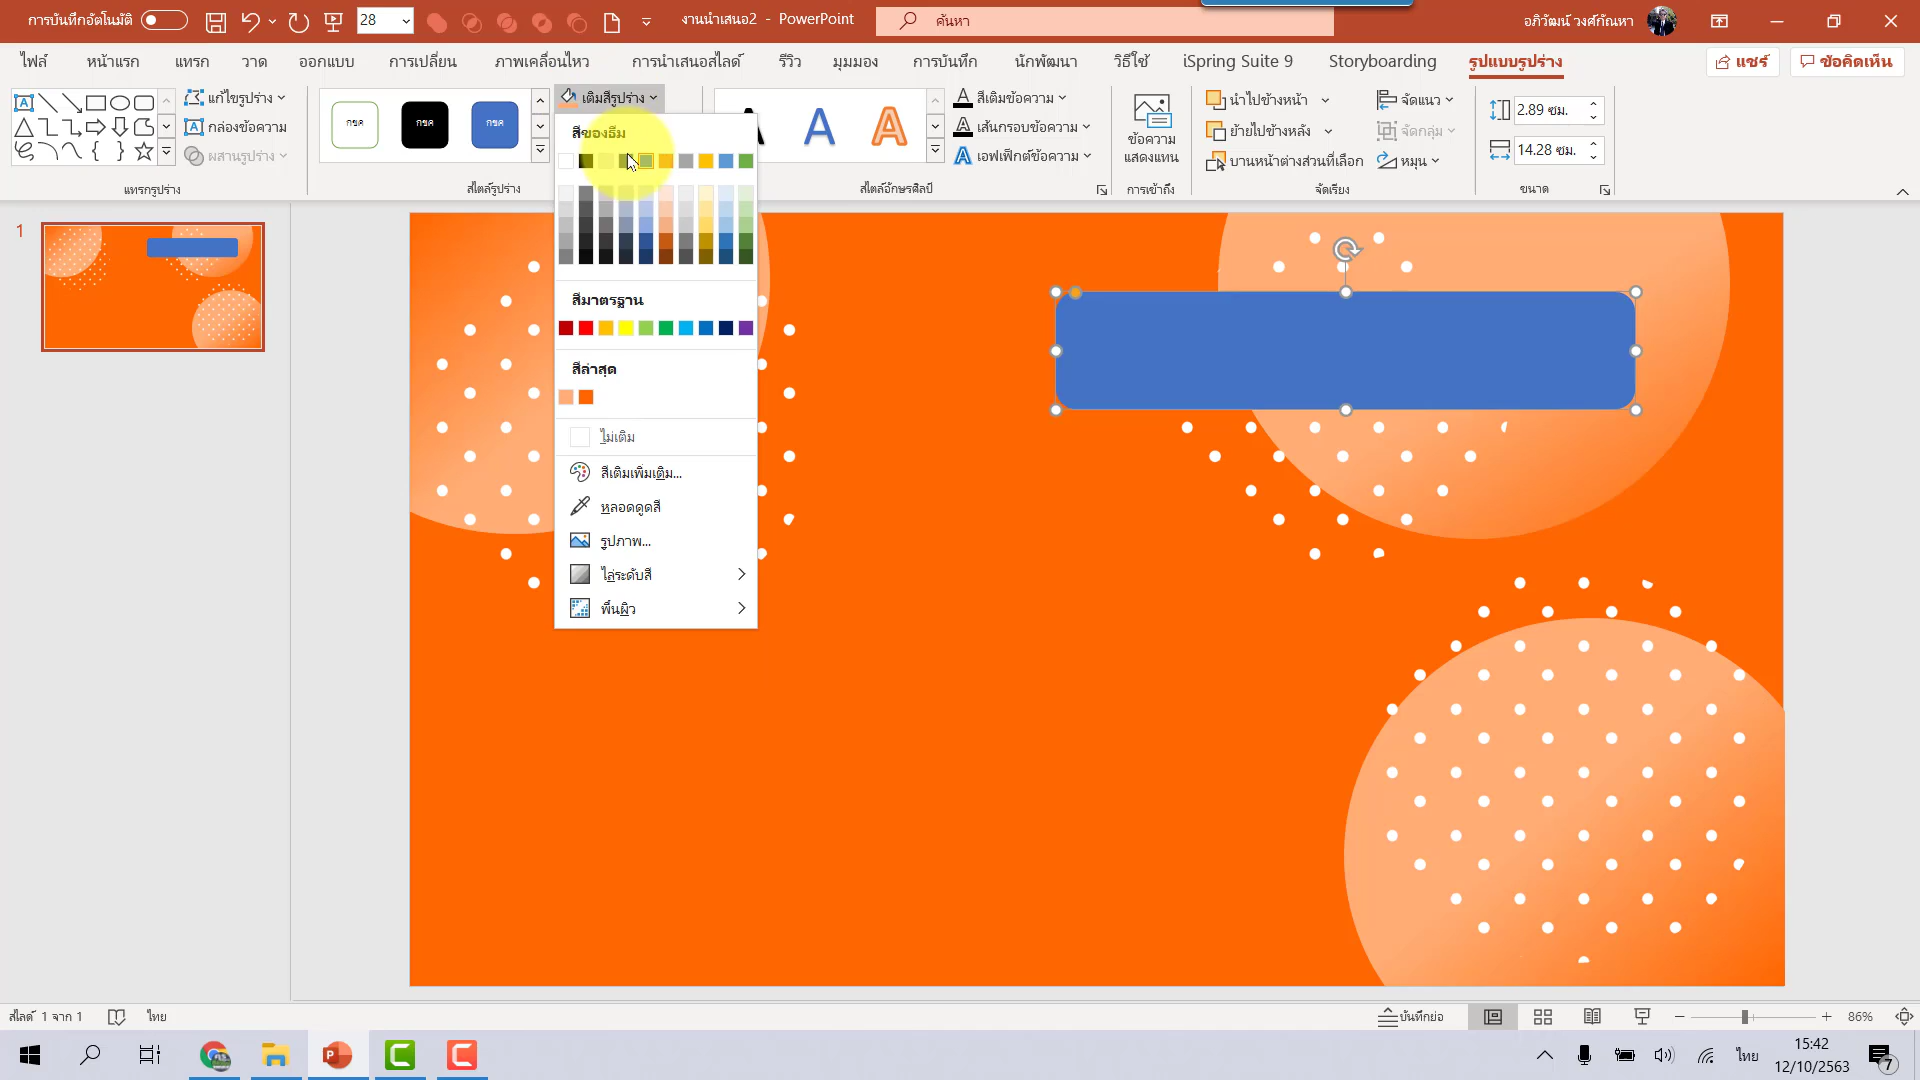 การบันทึกอัตโนมัติ
28
งานนำเสนอ2 - PowerPoint
ค้นหา
อภิวัฒน์ วงศ์กัณหา
ไฟล์ หน้าแรก แทรก วาด ออกแบบ การเปลี่ยน ภาพเคลื่อนไหว การนำเสนอสไลด์ รีวิว มุมมอง การบันทึก นักพัฒนา วิธีใช้ iSpring Suite 9 Storyboarding รูปแบบรูปร่าง
แชร์
ข้อคิดเห็น
แก้ไขรูปร่าง
กล่องข้อความ
ผสานรูปร่าง
แทรกรูปร่าง
กขค กขค กขค
สไตล์รูปร่าง
เติมสีรูปร่าง
สีของธีม
สีมาตรฐาน
สีล่าสุด
ไม่เติม
สีเติมเพิ่มเติม...
หลอดดูดสี
รูปภาพ...
ไล่ระดับสี
พื้นผิว
A A A
สีเติมข้อความ
เส้นกรอบข้อความ
เอฟเฟ็กต์ข้อความ
สไตล์อักษรศิลป์
ข้อความ
แสดงแทน
การเข้าถึง
นำไปข้างหน้า
ย้ายไปข้างหลัง
บานหน้าต่างส่วนที่เลือก
จัดแนว
จัดกลุ่ม
หมุน
จัดเรียง
2.89 ซม.
14.28 ซม.
ขนาด
1
สไลด์ 1 จาก 1
ไทย
บันทึกย่อ
86%
ไทย
15:42
12/10/2563
7